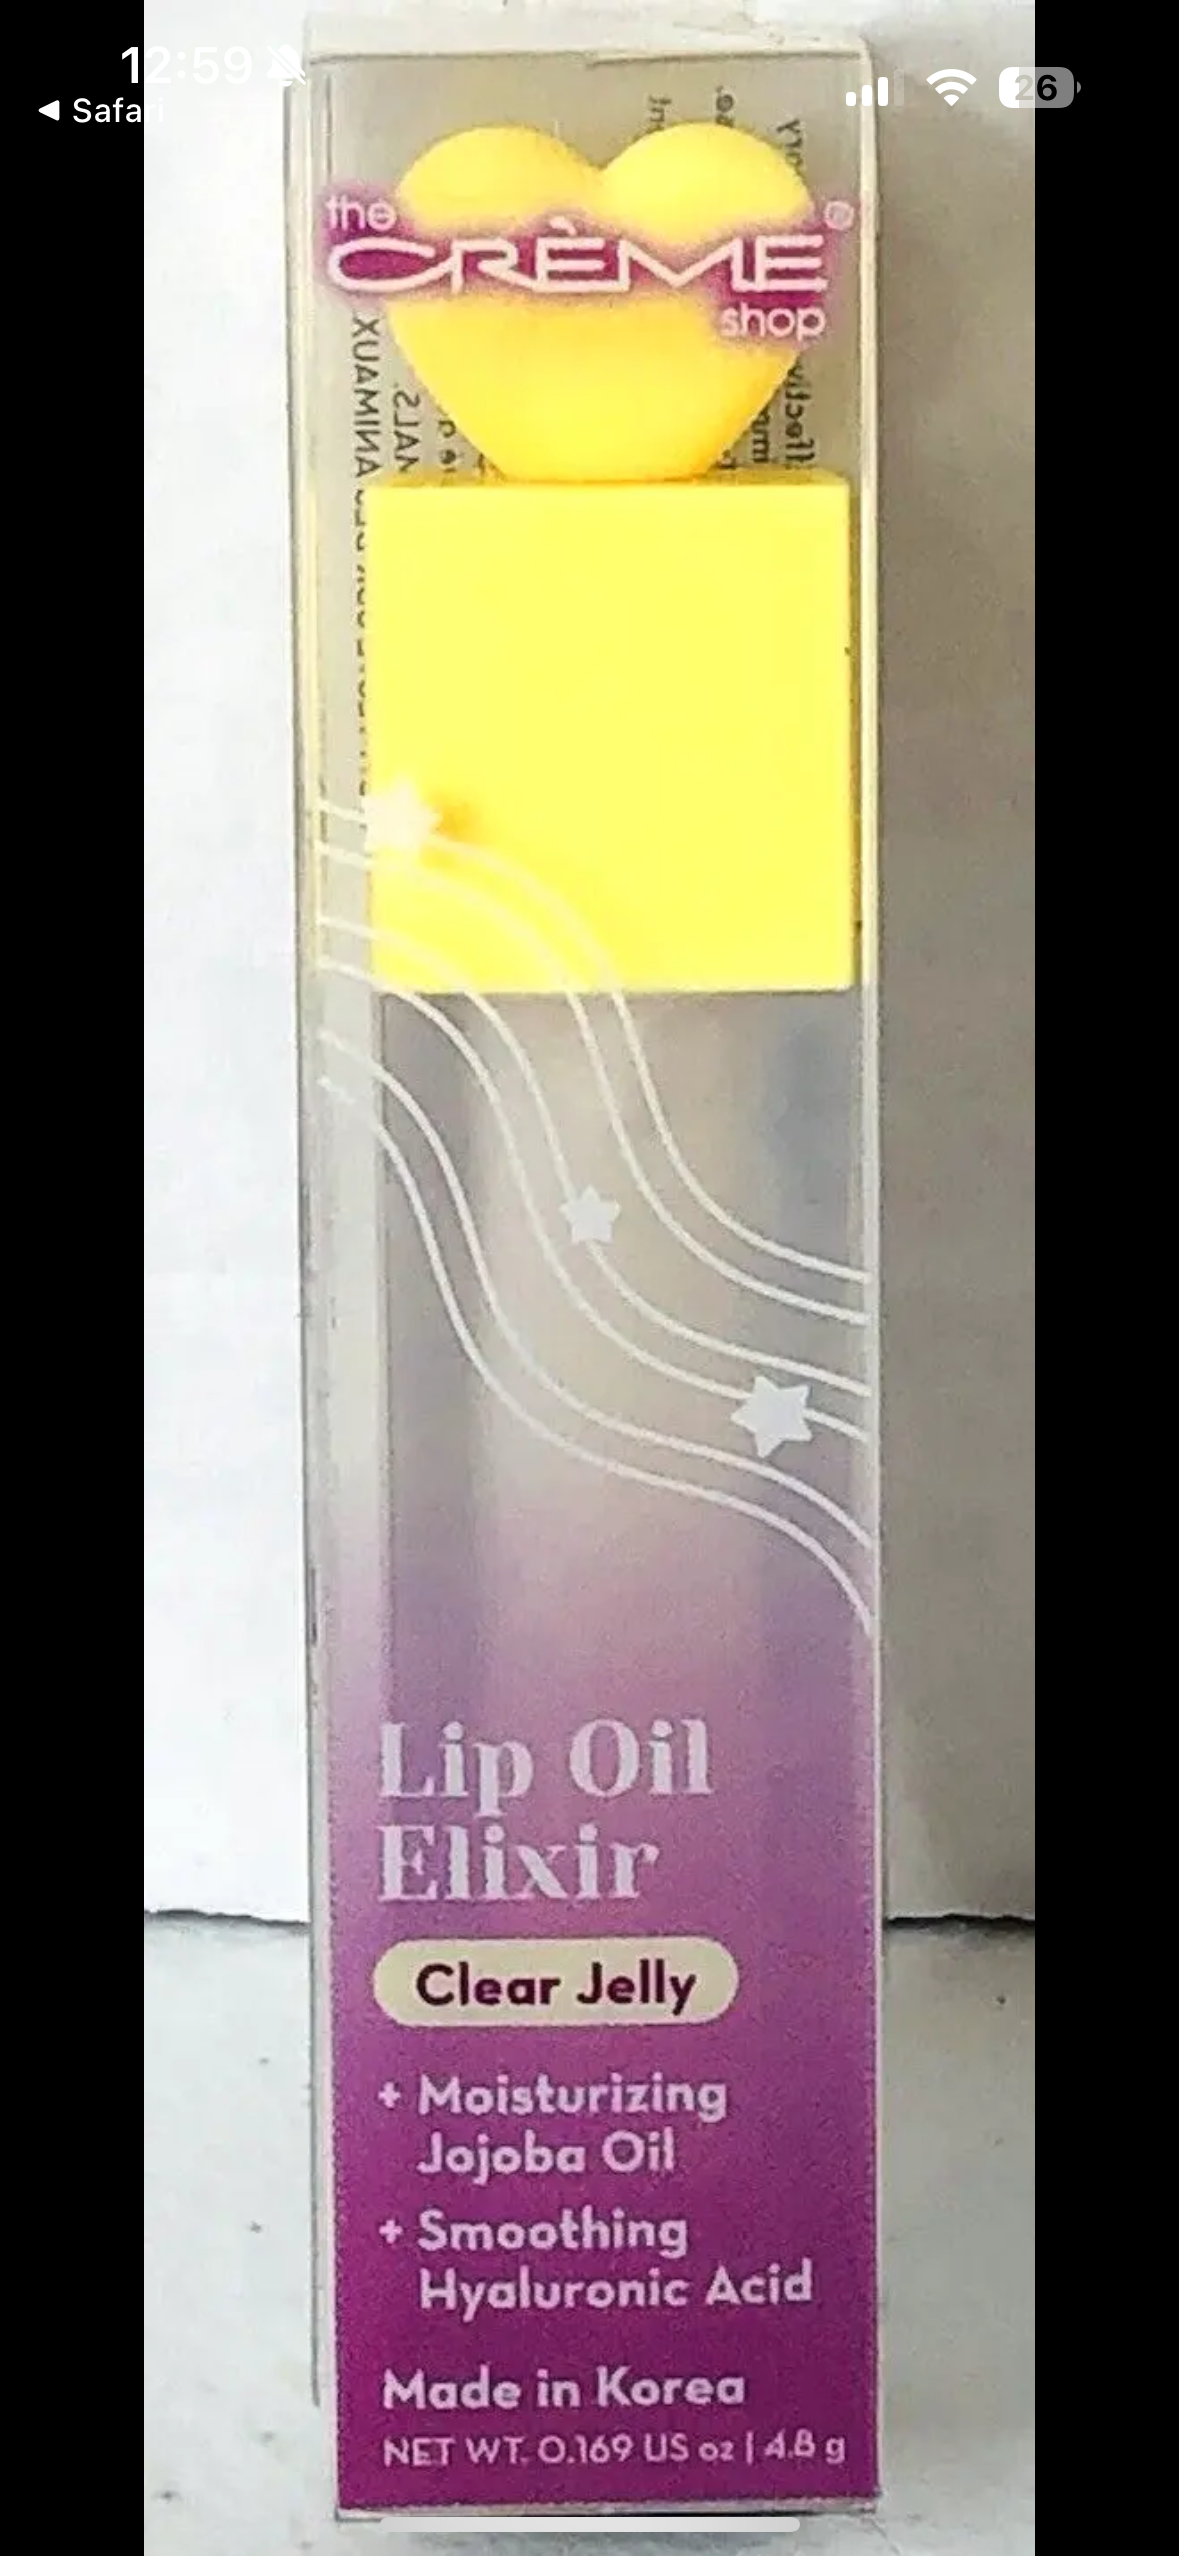 12:59
26
Safari
the
CRÈME®
shop
Lip Oil
Elixir
Clear Jelly
+ Moisturizing
Jojoba Oil
+ Smoothing
Hyaluronic Acid
Made in Korea
NET WT. 0.169 US oz | 4.8 g